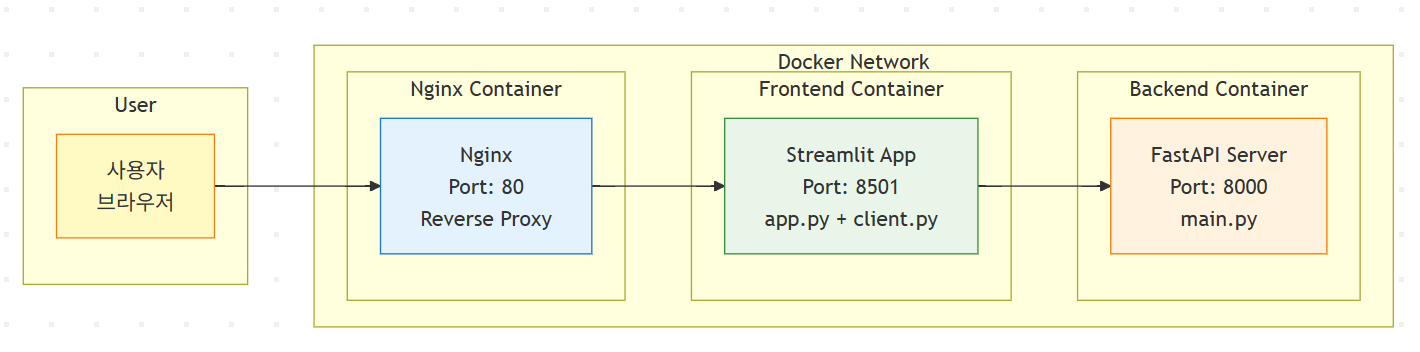 Docker Network
User
사용자
브라우저
Nginx Container
Nginx
Port: 80
Reverse Proxy
Frontend Container
Streamlit App
Port: 8501
app.py + client.py
Backend Container
FastAPI Server
Port: 8000
main.py